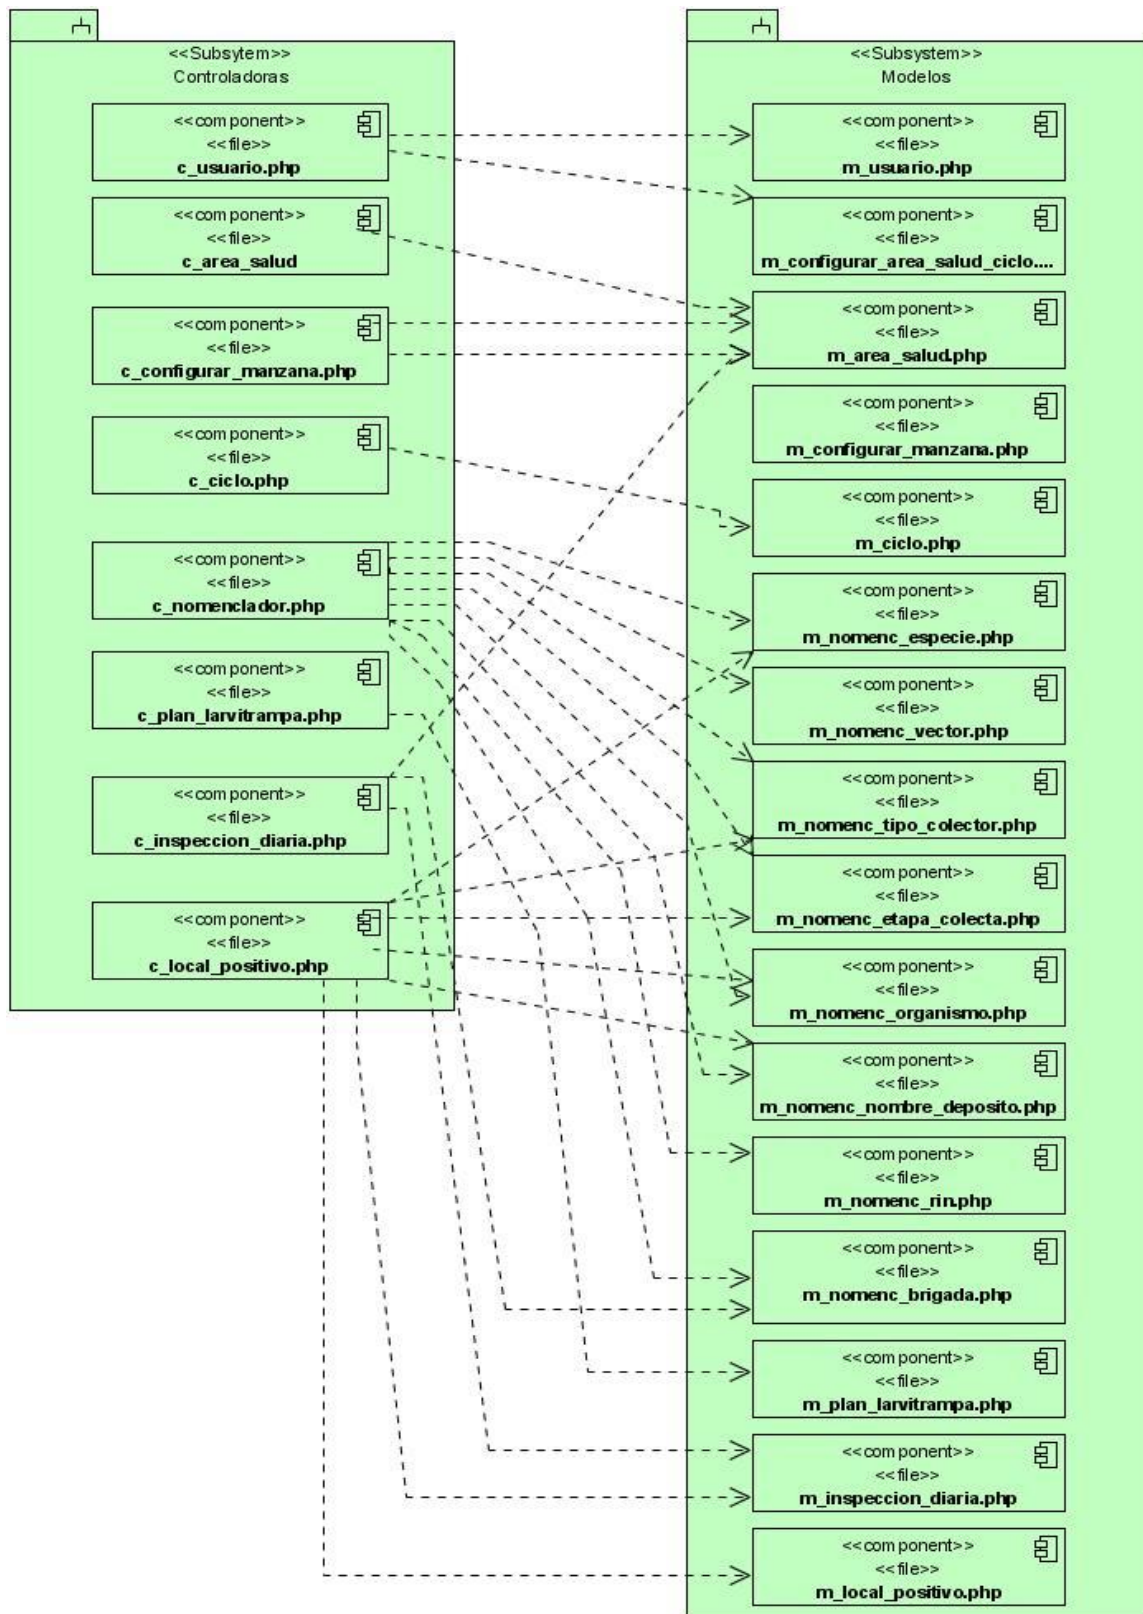 <<Subsytem>>
Controladoras
<<component>>
<<file>>
c_usuario.php
<<component>>
<<file>>
c_area_salud
<<component>>
<<file>>
c_configurar_manzana.php
<<component>>
<<file>>
c_ciclo.php
<<component>>
<<file>>
c_nomenclador.php
<<component>>
<<file>>
c_plan_larvitrampa.php
<<component>>
<<file>>
c_inspeccion_diaria.php
<<component>>
<<file>>
c_local_positivo.php
<<Subsystem>>
Modelos
<<component>>
<<file>>
m_usuario.php
<<component>>
<<file>>
m_configurar_area_salud_ciclo....
<<component>>
<<file>>
m_area_salud.php
<<component>>
<<file>>
m_configurar_manzana.php
<<component>>
<<file>>
m_ciclo.php
<<component>>
<<file>>
m_nomenc_especie.php
<<component>>
<<file>>
m_nomenc_vector.php
<<component>>
<<file>>
m_nomenc_tipo_colector.php
<<component>>
<<file>>
m_nomenc_etapa_colecta.php
<<component>>
<<file>>
m_nomenc_organismo.php
<<component>>
<<file>>
m_nomenc_nombre_deposito.php
<<component>>
<<file>>
m_nomenc_rin.php
<<component>>
<<file>>
m_nomenc_brigada.php
<<component>>
<<file>>
m_plan_larvitrampa.php
<<component>>
<<file>>
m_inspeccion_diaria.php
<<component>>
<<file>>
m_local_positivo.php